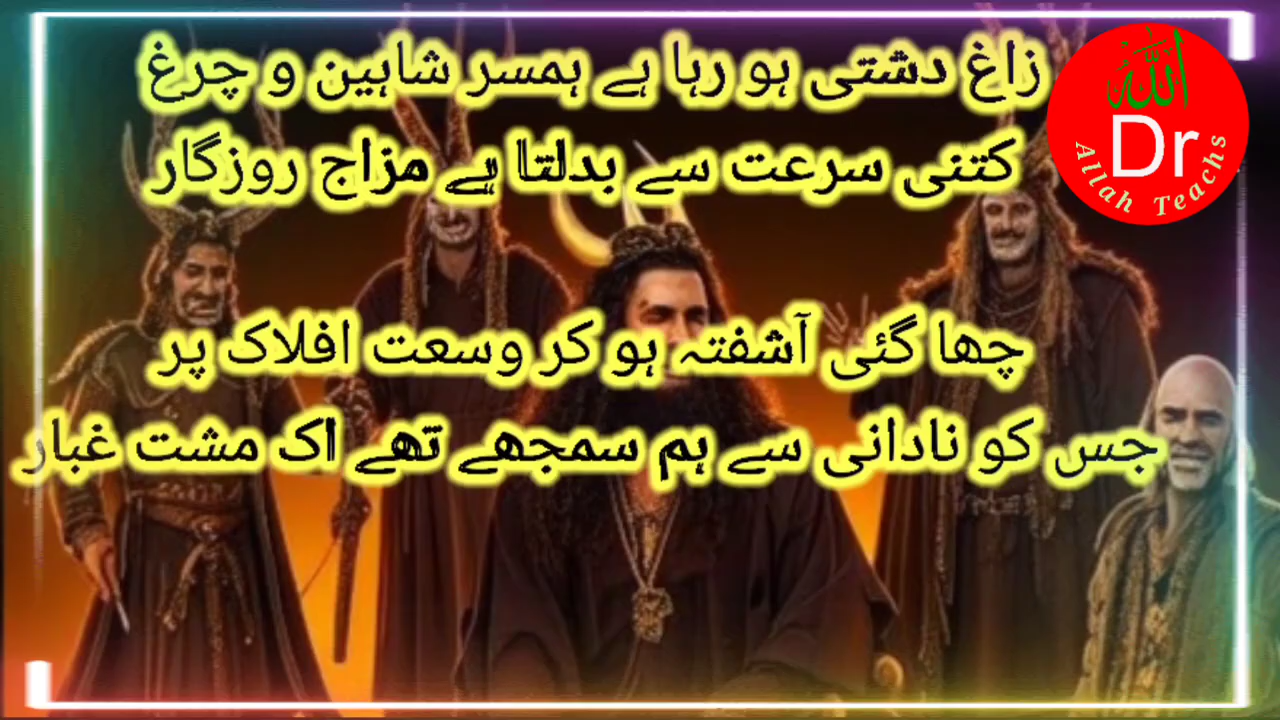 زاغ دشتی ہو رہا ہے ہمسر شاہین و چرغ
کتنی سرعت سے بدلتا ہے مزاج روزگار
چھا گئی آشفتہ ہو کر وسعت افلاک پر
جس کو نادانی سے ہم سمجھے تھے اک مشت غبار
الله
Dr
Allah Teachs